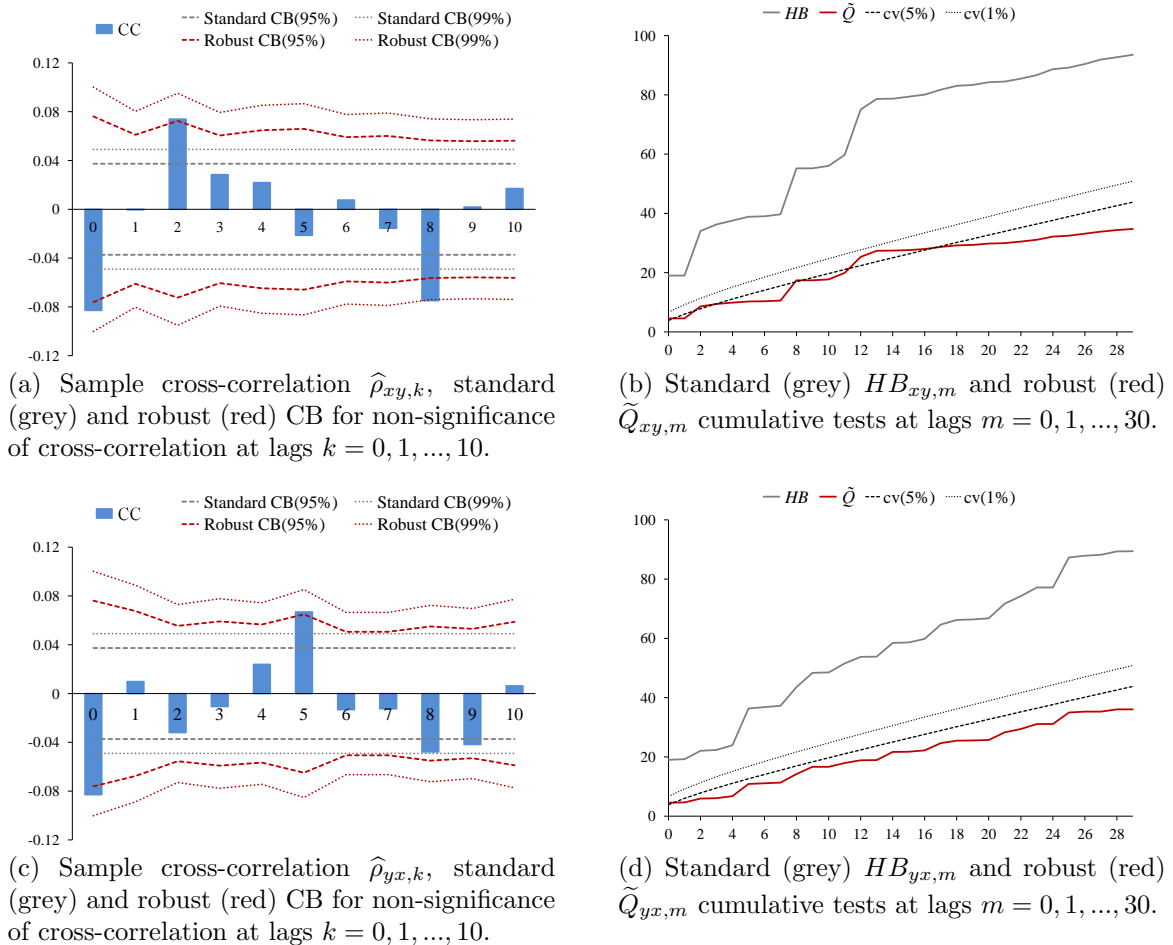 CC
Standard CB(95%) Standard CB(99%)
Robust CB(95%) Robust CB(99%)
0.12
0.08
0.04
0
-0.04
-0.08
-0.12
0 1 2 3 4 5 6 7 8 9 10
(a) Sample cross-correlation ρ̂xy,k, standard
(grey) and robust (red) CB for non-significance
of cross-correlation at lags k = 0, 1, ..., 10.
HB Q̃ cv(5%) cv(1%)
100
80
60
40
20
0
0 2 4 6 8 10 12 14 16 18 20 22 24 26 28
(b) Standard (grey) HBxy,m and robust (red)
Q̃xy,m cumulative tests at lags m = 0, 1, ..., 30.
CC
Standard CB(95%) Standard CB(99%)
Robust CB(95%) Robust CB(99%)
0.12
0.08
0.04
0
-0.04
-0.08
-0.12
0 1 2 3 4 5 6 7 8 9 10
(c) Sample cross-correlation ρ̂yx,k, standard
(grey) and robust (red) CB for non-significance
of cross-correlation at lags k = 0, 1, ..., 10.
HB Q̃ cv(5%) cv(1%)
100
80
60
40
20
0
0 2 4 6 8 10 12 14 16 18 20 22 24 26 28
(d) Standard (grey) HByx,m and robust (red)
Q̃yx,m cumulative tests at lags m = 0, 1, ..., 30.